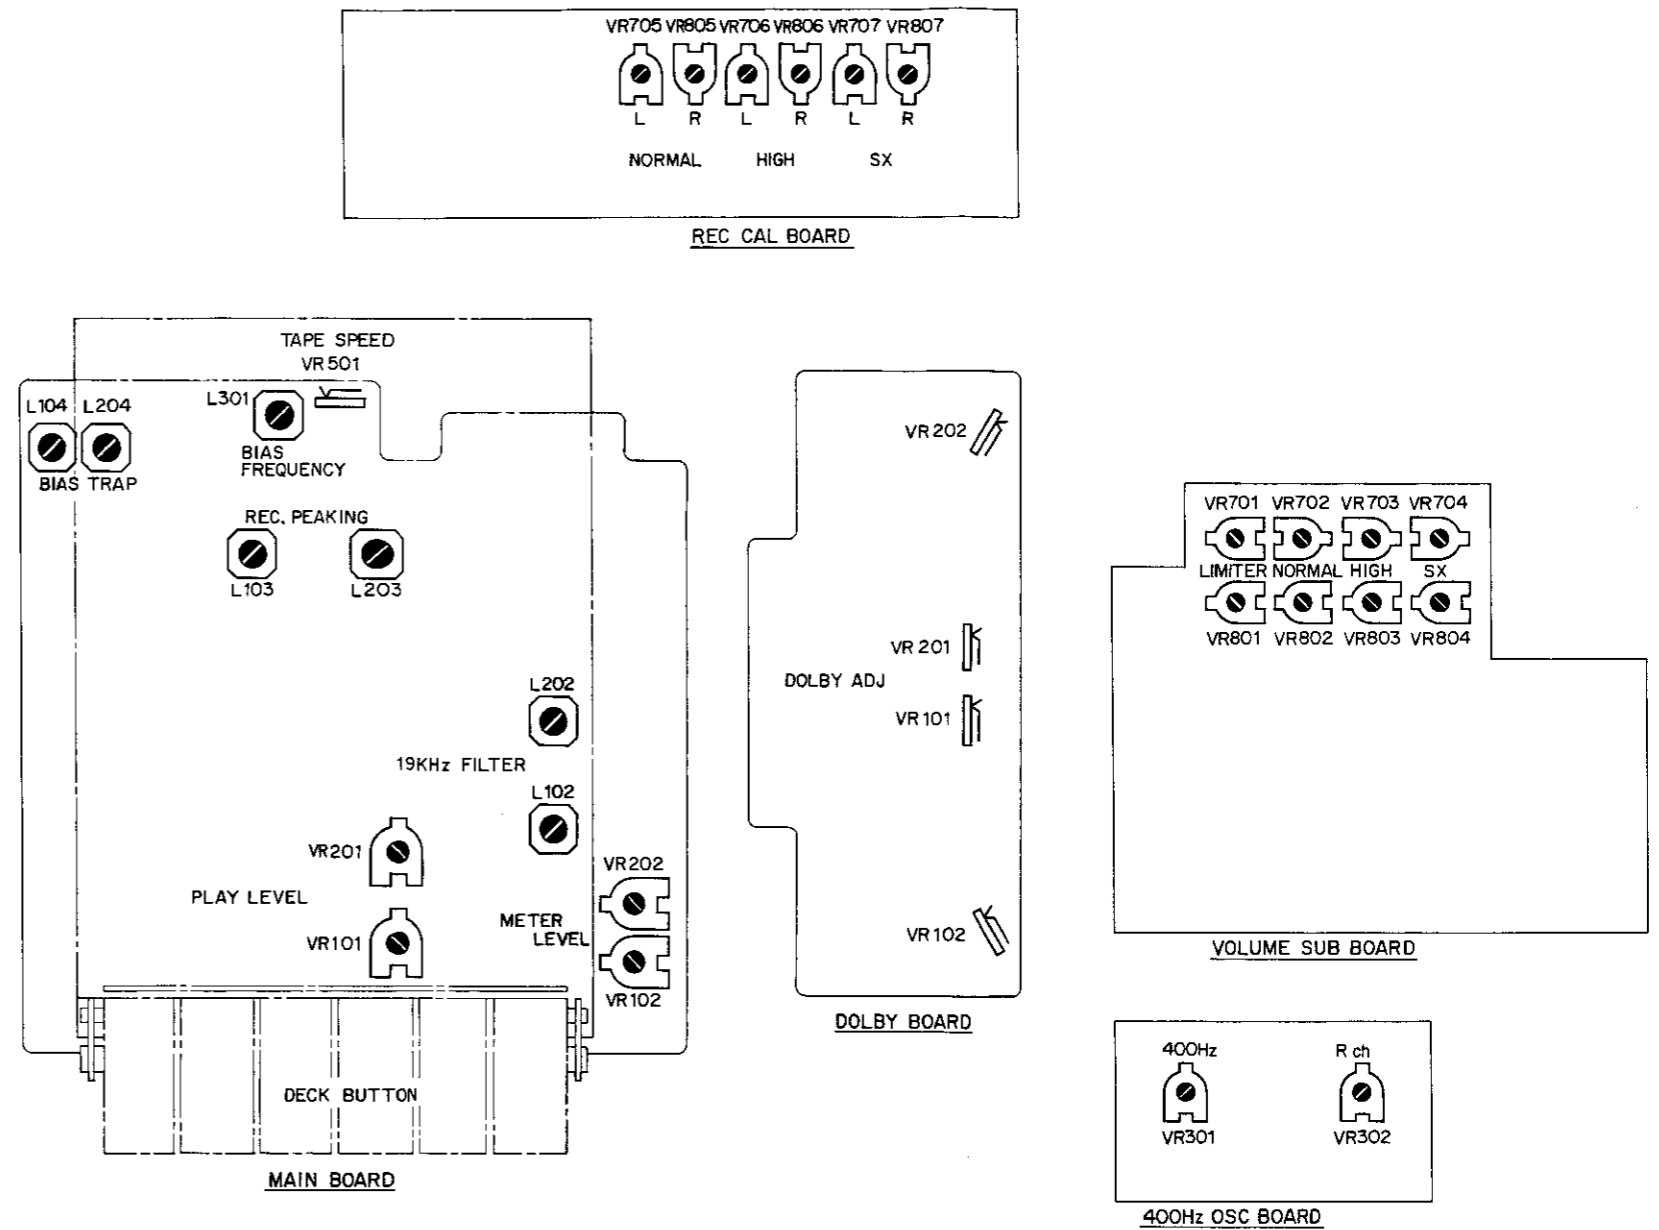 VR705 VR805 VR706 VR806 VR707 VR807
L R L R L R
NORMAL HIGH SX
REC CAL BOARD
TAPE SPEED
VR501
L301
BIAS
FREQUENCY
L104 L204
BIAS TRAP
REC. PEAKING
L103 L203
L202
19KHz FILTER
L102
VR201
PLAY LEVEL
VR101
VR202
METER
LEVEL
VR102
DECK BUTTON
MAIN BOARD
VR202
VR201
DOLBY ADJ
VR101
VR102
DOLBY BOARD
VR701 VR702 VR703 VR704
LIMITER NORMAL HIGH SX
VR801 VR802 VR803 VR804
VOLUME SUB BOARD
400Hz R ch
VR301 VR302
400Hz OSC BOARD